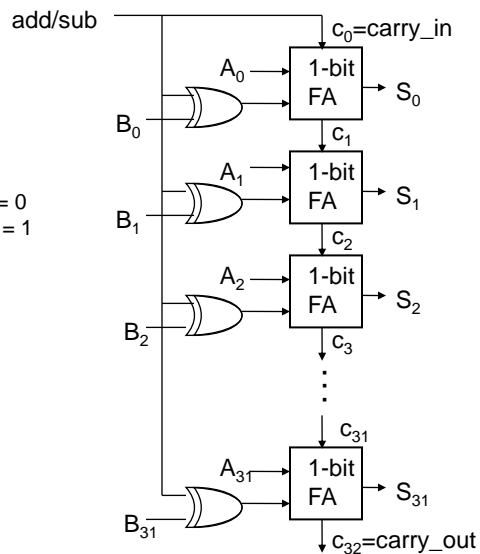 add/sub
c₀=carry_in
A₀
1-bit
FA
S₀
B₀
c₁
A₁
1-bit
FA
S₁
= 0
= 1
B₁
c₂
A₂
1-bit
FA
S₂
B₂
c₃
...
c₃₁
A₃₁
1-bit
FA
S₃₁
B₃₁
c₃₂=carry_out